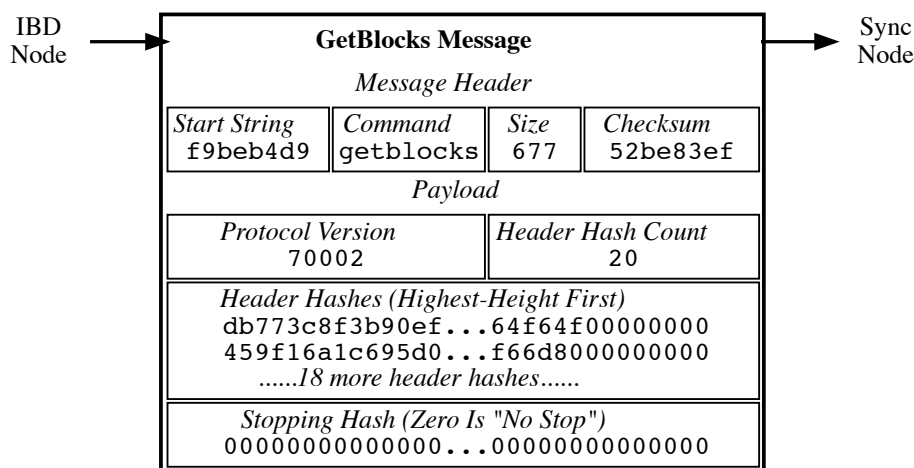 IBD
Node
GetBlocks Message
Sync
Node
Message Header
Start String Command Size Checksum
f9beb4d9 getblocks 677 52be83ef
Payload
Protocol Version Header Hash Count
70002 20
Header Hashes (Highest-Height First)
db773c8f3b90ef...64f64f00000000
459f16a1c695d0...f66d8000000000
......18 more header hashes......
Stopping Hash (Zero Is "No Stop")
00000000000000...00000000000000